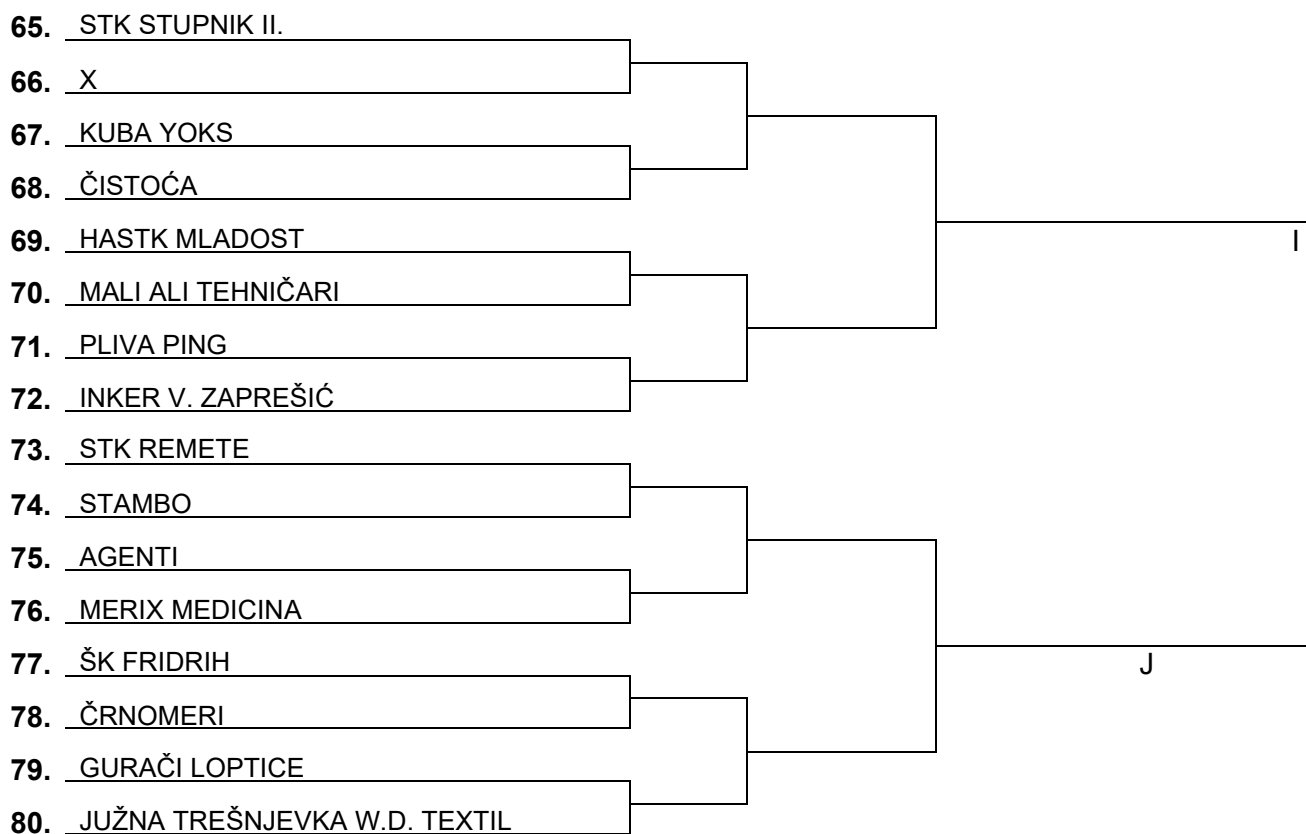 65. STK STUPNIK II.
66. X
67. KUBA YOKS
68. ČISTOĆA
69. HASTK MLADOST
I
70. MALI ALI TEHNIČARI
71. PLIVA PING
72. INKER V. ZAPREŠIĆ
73. STK REMETE
74. STAMBO
75. AGENTI
76. MERIX MEDICINA
77. ŠK FRIDRIH
J
78. ČRNOMERI
79. GURAČI LOPTICE
80. JUŽNA TREŠNJEVKA W.D. TEXTIL